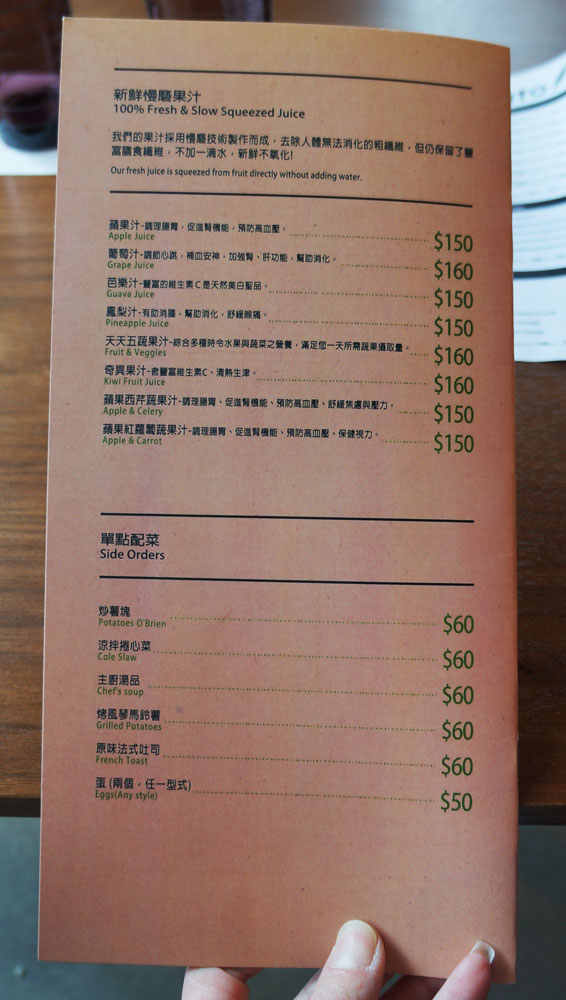 新鮮慢磨果汁
100% Fresh & Slow Squeezed Juice
我們的果汁採用慢磨技術製作而成，去除人體無法消化的粗纖維，但仍保留了豐
富膳食纖維，不加一滴水，新鮮不氧化!
Our fresh juice is squeezed from fruit directly without adding water.
蘋果汁-調理腸胃，促進腎機能，預防高血壓。 $150
Apple Juice
葡萄汁-調節心跳，補血安神，加強腎、肝功能，幫助消化。 $160
Grape Juice
芭樂汁-豐富的維生素C是天然美白聖品。 $150
Guava Juice
鳳梨汁-有助消腫，幫助消化，舒緩喉痛。 $150
Pineapple Juice
天天五蔬果汁-綜合多種時令水果與蔬菜之營養，滿足您一天所需蔬果攝取量。 $160
Fruit & Veggies
奇異果汁-含豐富維生素C、清熱生津。 $160
Kiwi Fruit Juice
蘋果西芹蔬果汁-調理腸胃、促進腎機能、預防高血壓、舒緩焦慮與壓力。 $150
Apple & Celery
蘋果紅蘿蔔蔬果汁-調理腸胃、促進腎機能、預防高血壓、保健視力。 $150
Apple & Carrot
單點配菜
Side Orders
炒薯塊 $60
Potatoes O'Brien
涼拌捲心菜 $60
Cole Slaw
主廚湯品 $60
Chef's soup
烤風琴馬鈴薯 $60
Grilled Potatoes
原味法式吐司 $60
French Toast
蛋 (兩個，任一型式) $50
Eggs(Any style)